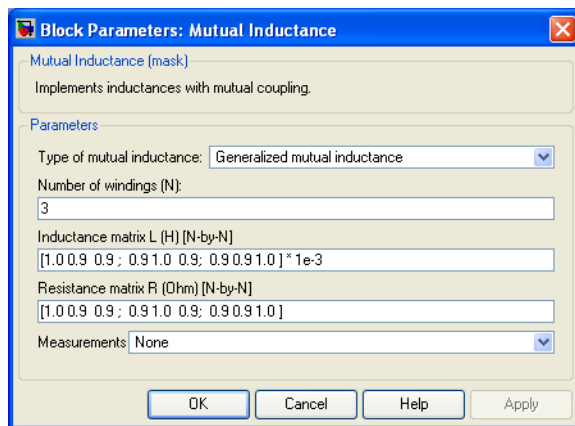 Block Parameters: Mutual Inductance
Mutual Inductance (mask)
Implements inductances with mutual coupling.
Parameters
Type of mutual inductance: Generalized mutual inductance
Number of windings (N):
3
Inductance matrix L (H) [N-by-N]
[1.0 0.9  0.9 ;  0.9 1.0  0.9;  0.9 0.9 1.0 ] * 1e-3
Resistance matrix R (Ohm) [N-by-N]
[1.0 0.9  0.9 ;  0.9 1.0  0.9;  0.9 0.9 1.0 ]
Measurements None
OK Cancel Help Apply